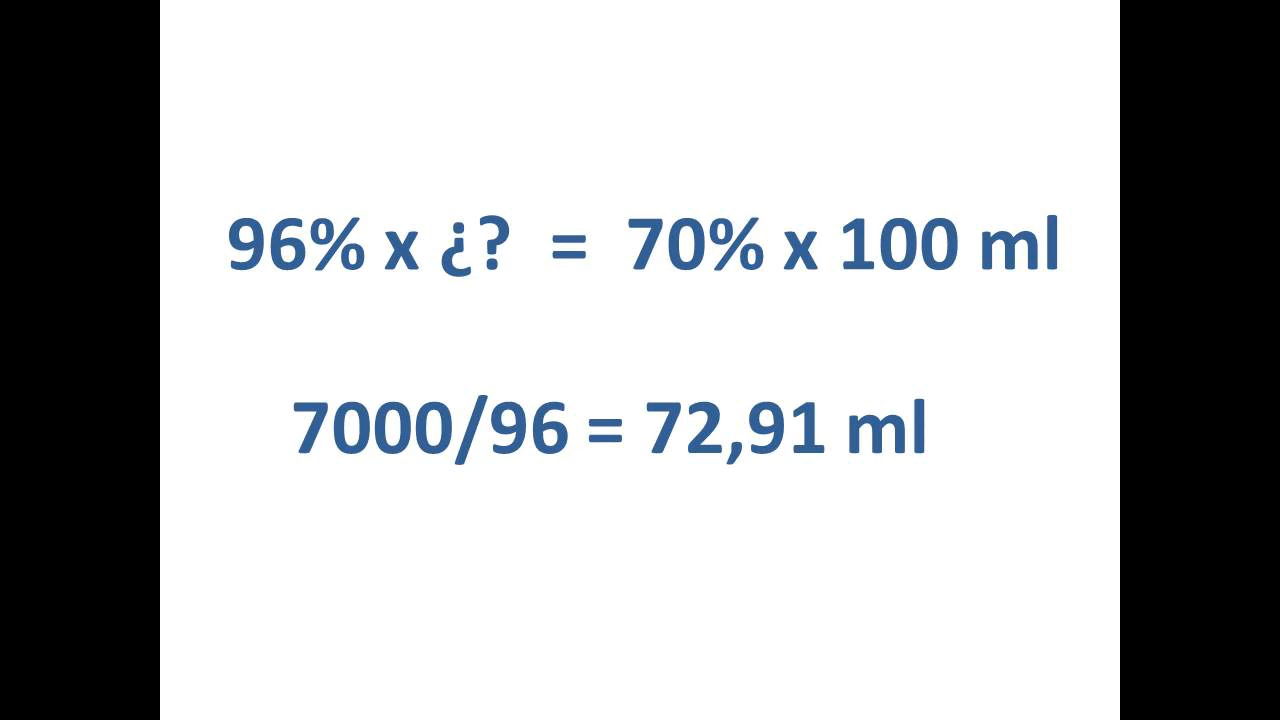 96% x ¿? = 70% x 100 ml
7000/96 = 72,91 ml